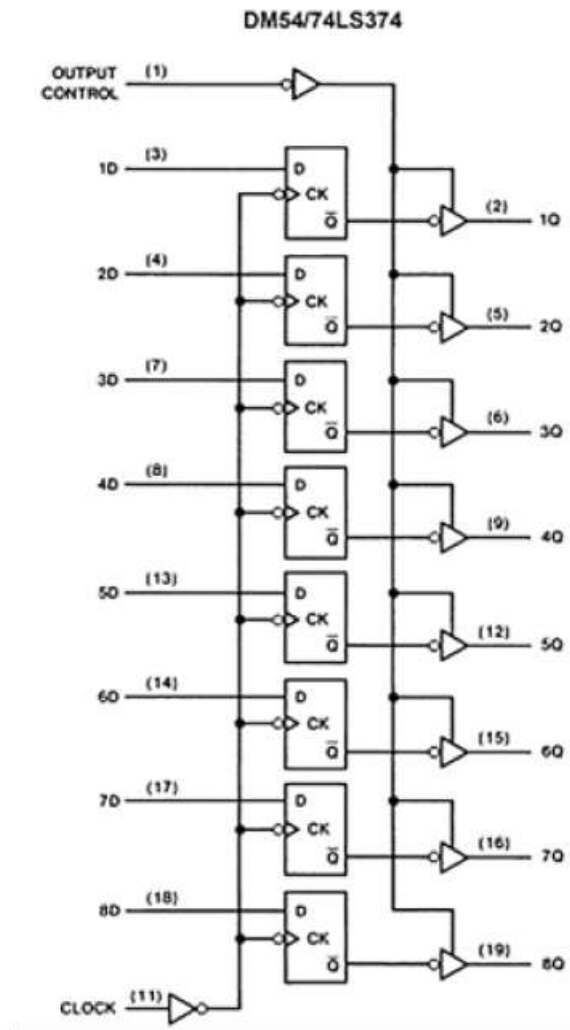 DM54/74LS374
OUTPUT (1)
CONTROL
1D (3) D
CK
Q̅ (2) 1Q
2D (4) D
CK
Q̅ (5) 2Q
3D (7) D
CK
Q̅ (6) 3Q
4D (8) D
CK
Q̅ (9) 4Q
5D (13) D
CK
Q̅ (12) 5Q
6D (14) D
CK
Q̅ (15) 6Q
7D (17) D
CK
Q̅ (16) 7Q
8D (18) D
CK
Q̅ (19) 8Q
CLOCK (11)